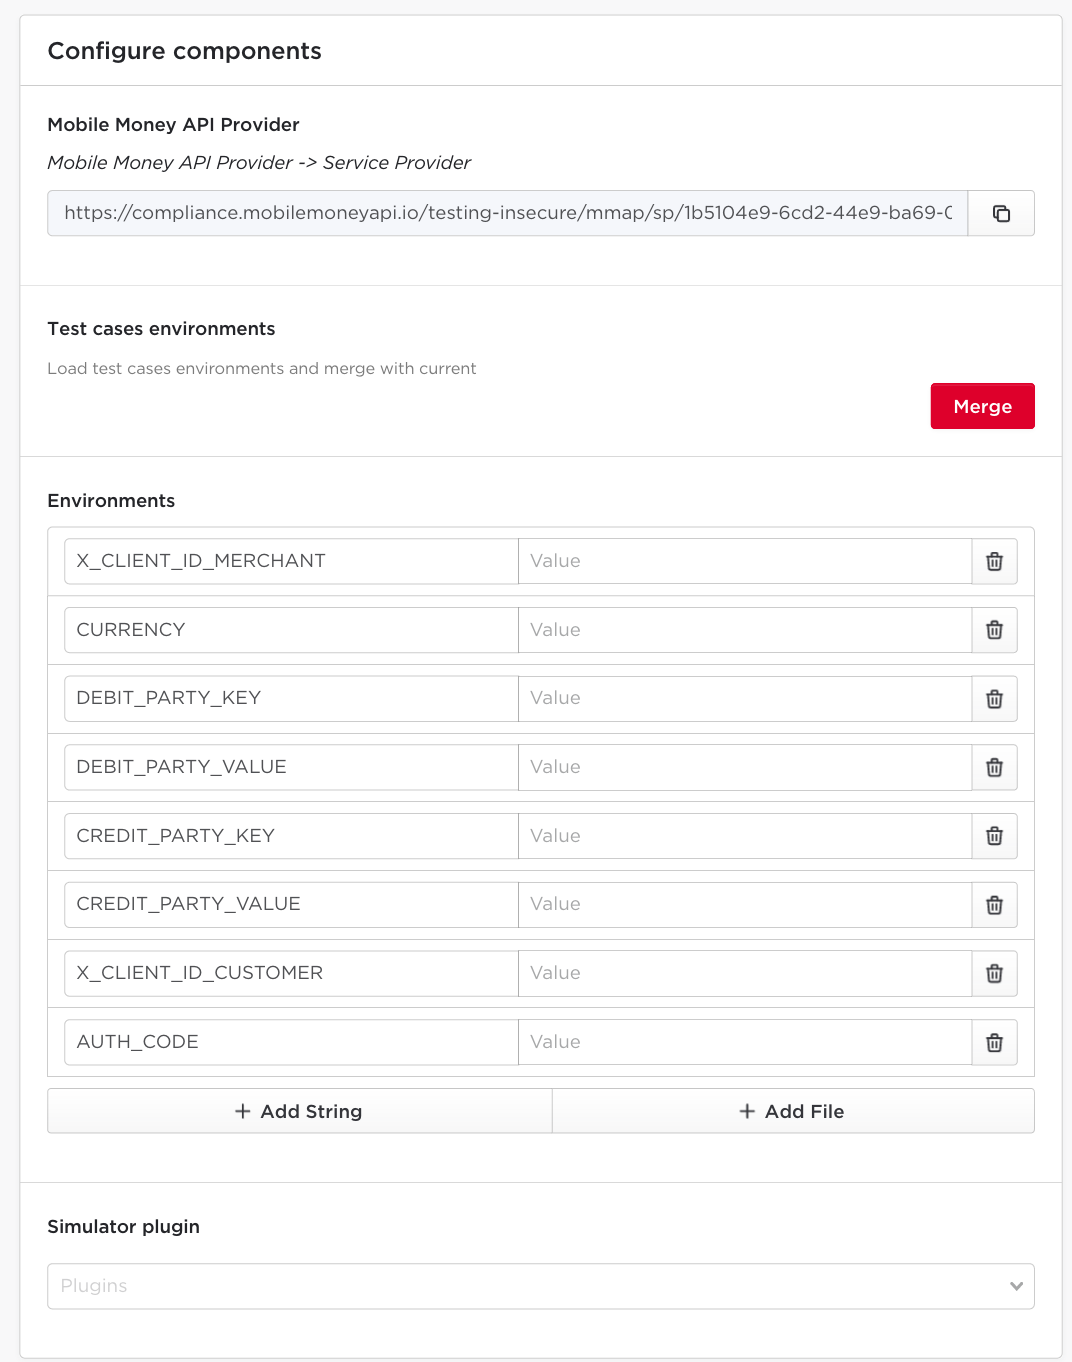 Configure components
Mobile Money API Provider
Mobile Money API Provider -> Service Provider
https://compliance.mobilemoneyapi.io/testing-insecure/mmap/sp/1b5104e9-6cd2-44e9-ba69-
Test cases environments
Load test cases environments and merge with current
Merge
Environments
X_CLIENT_ID_MERCHANT Value
CURRENCY Value
DEBIT_PARTY_KEY Value
DEBIT_PARTY_VALUE Value
CREDIT_PARTY_KEY Value
CREDIT_PARTY_VALUE Value
X_CLIENT_ID_CUSTOMER Value
AUTH_CODE Value
+ Add String + Add File
Simulator plugin
Plugins